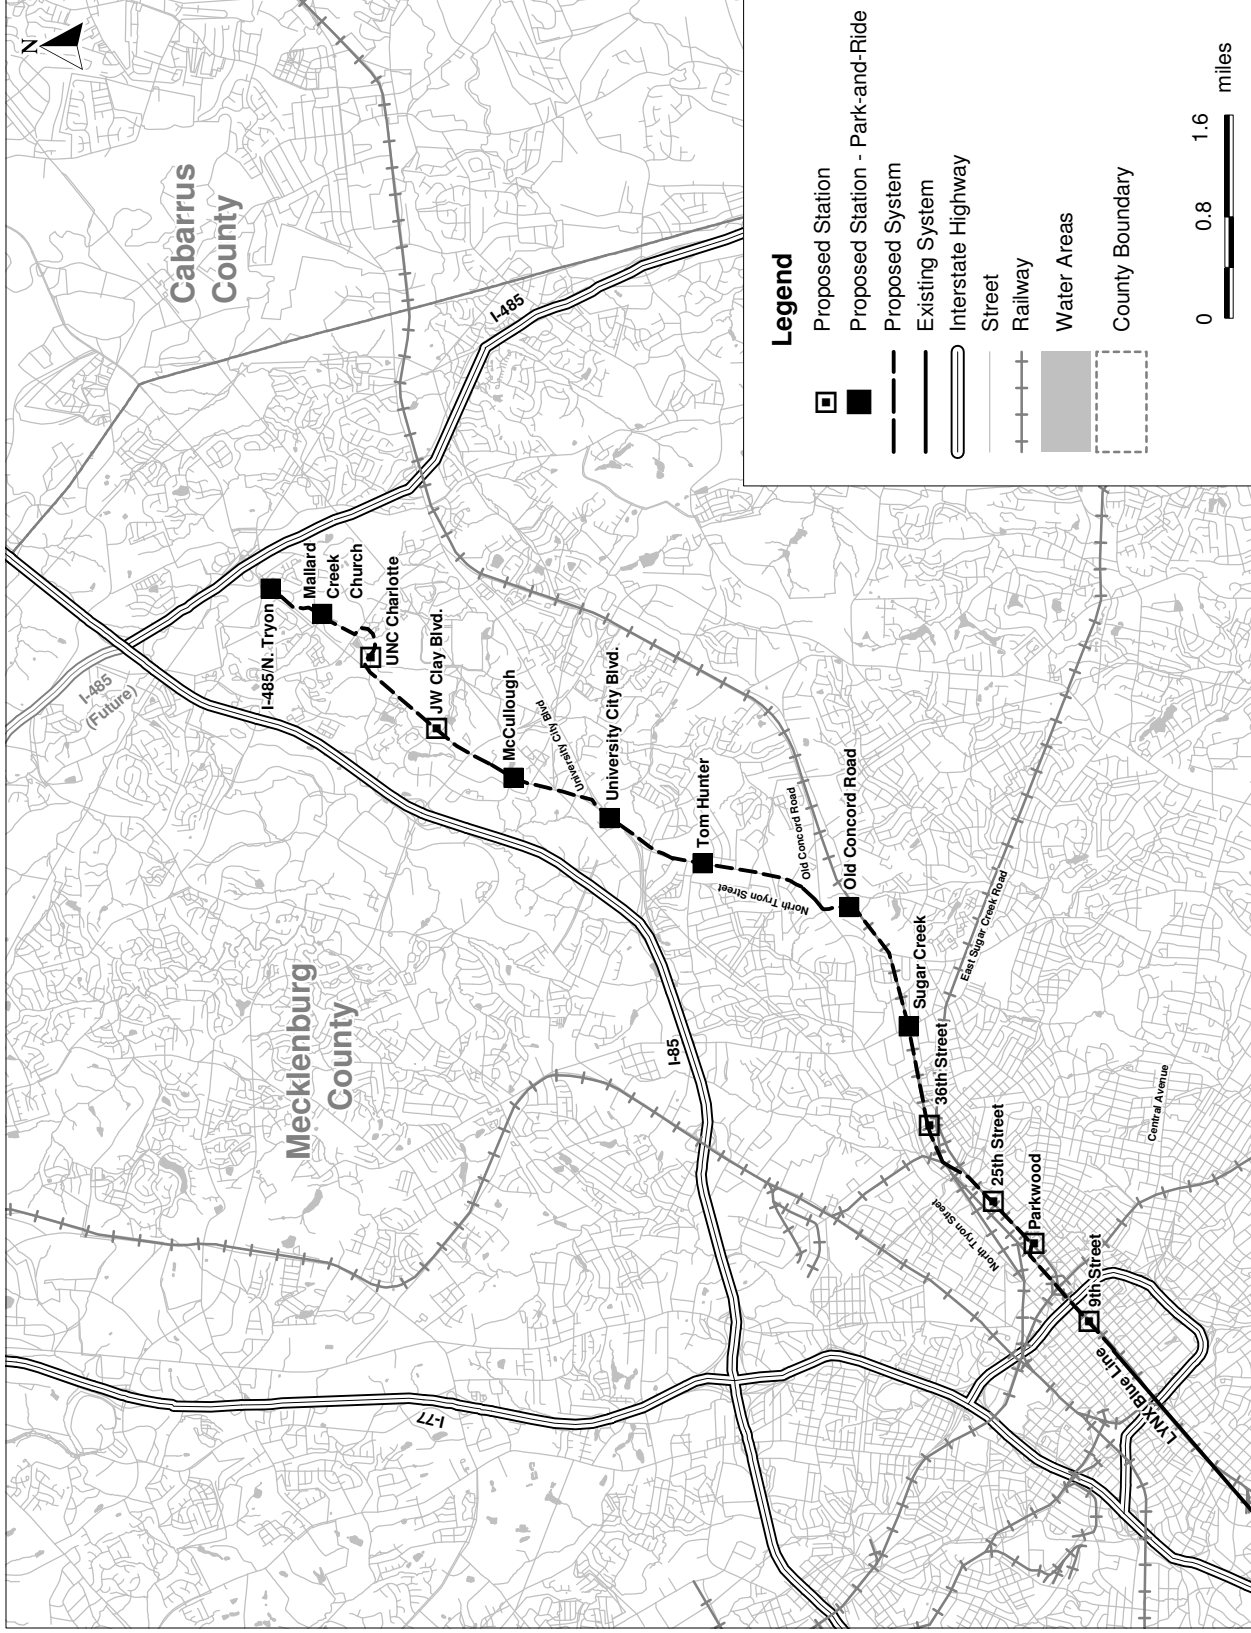 N
Cabarrus
County
Mecklenburg
County
I-485
(Future)
I-485
I-85
I-77
I-485/N. Tryon
Mallard
Creek
Church
UNC Charlotte
JW Clay Blvd.
McCullough
University City Blvd
University City Blvd.
Tom Hunter
North Tryon Street
Old Concord Road
Old Concord Road
Sugar Creek
East Sugar Creek Road
36th Street
25th Street
North Tryon Street
Parkwood
Central Avenue
9th Street
LYNX Blue Line
Legend
Proposed Station
Proposed Station - Park-and-Ride
Proposed System
Existing System
Interstate Highway
Street
Railway
Water Areas
County Boundary
0 0.8 1.6
miles